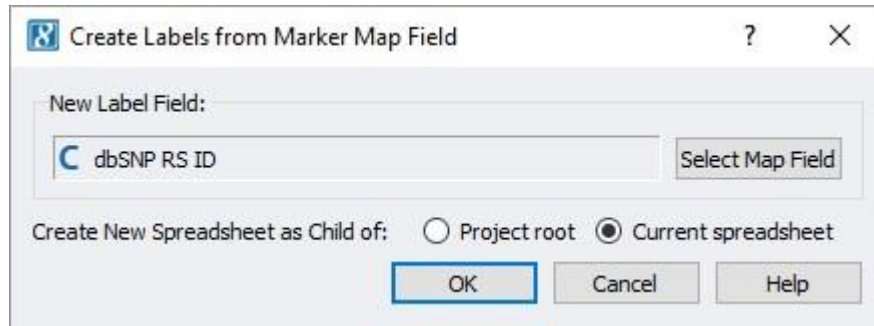 Create Labels from Marker Map Field ? X
New Label Field:
C dbSNP RS ID Select Map Field
Create New Spreadsheet as Child of: Project root Current spreadsheet
OK Cancel Help